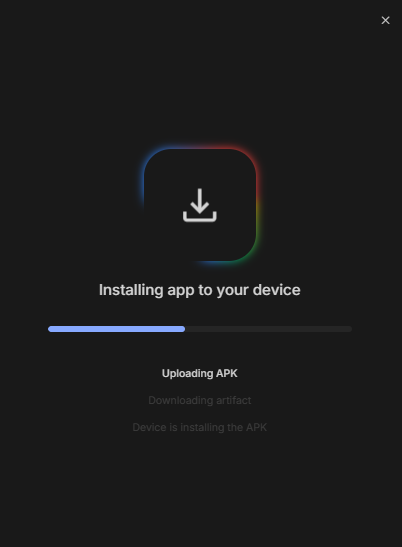 Installing app to your device
Uploading APK
Downloading artifact
Device is installing the APK